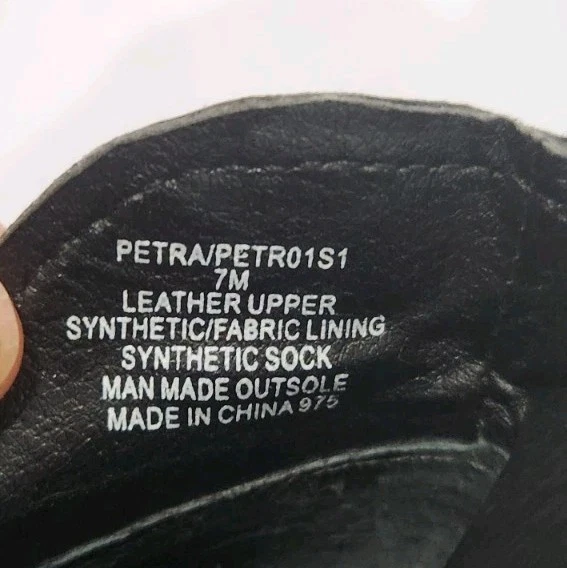 PETRA/PETR01S1
7M
LEATHER UPPER
SYNTHETIC/FABRIC LINING
SYNTHETIC SOCK
MAN MADE OUTSOLE
MADE IN CHINA 975